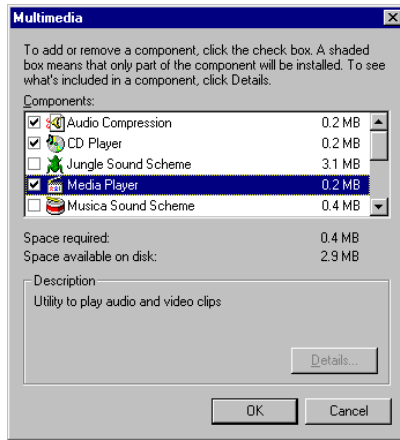 Multimedia
To add or remove a component, click the check box. A shaded
box means that only part of the component will be installed. To see
what's included in a component, click Details.
Components:
Audio Compression 0.2 MB
CD Player 0.2 MB
Jungle Sound Scheme 3.1 MB
Media Player 0.2 MB
Musica Sound Scheme 0.4 MB
Space required: 0.4 MB
Space available on disk: 2.9 MB
Description
Utility to play audio and video clips
Details...
OK Cancel